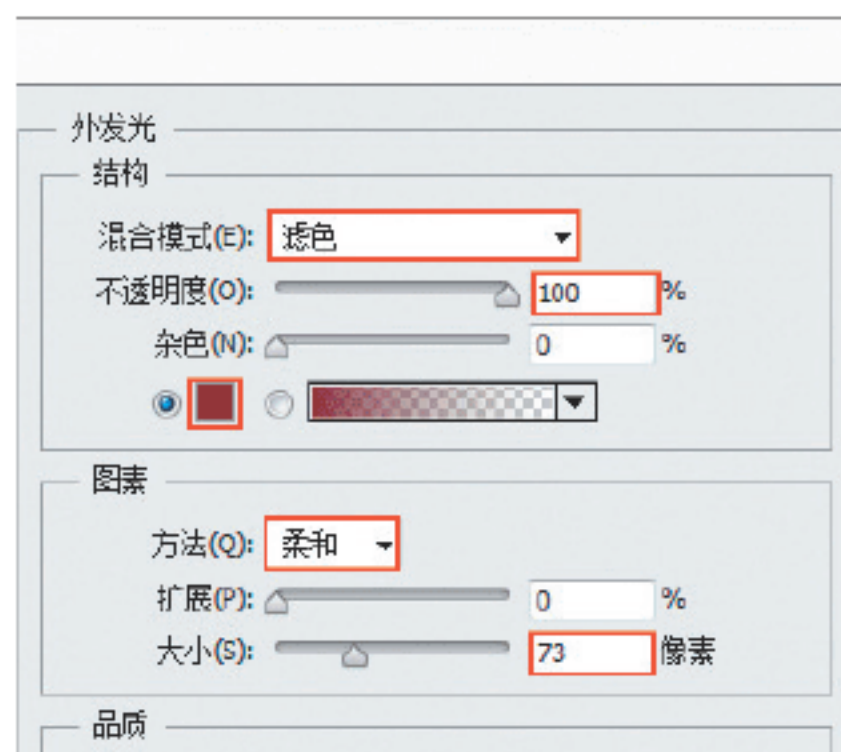 外发光
结构
混合模式(E): 滤色
不透明度(O): 100 %
杂色(N): 0 %
图素
方法(Q): 柔和
扩展(P): 0 %
大小(S): 73 像素
品质